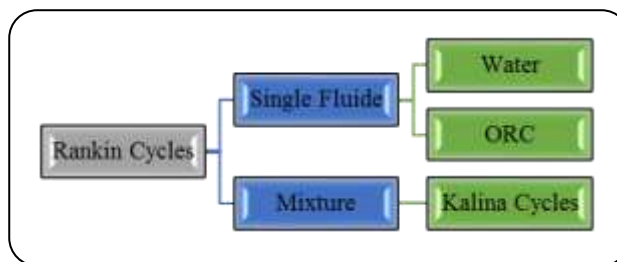 Rankin Cycles
Single Fluide
Water
ORC
Mixture
Kalina Cycles